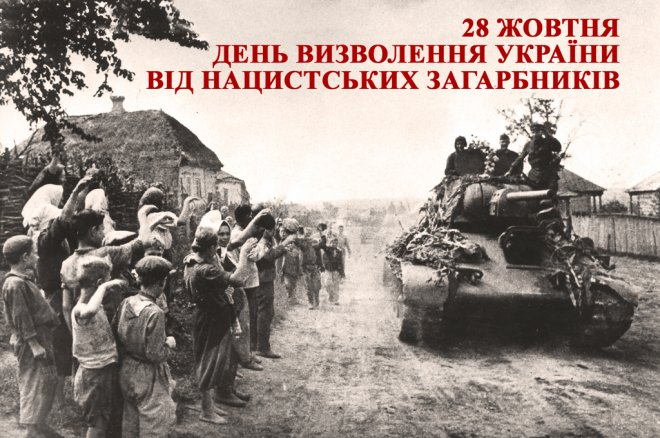 28 ЖОВТНЯ
ДЕНЬ ВИЗВОЛЕННЯ УКРАЇНИ
ВІД НАЦИСТСЬКИХ ЗАГАРБНИКІВ